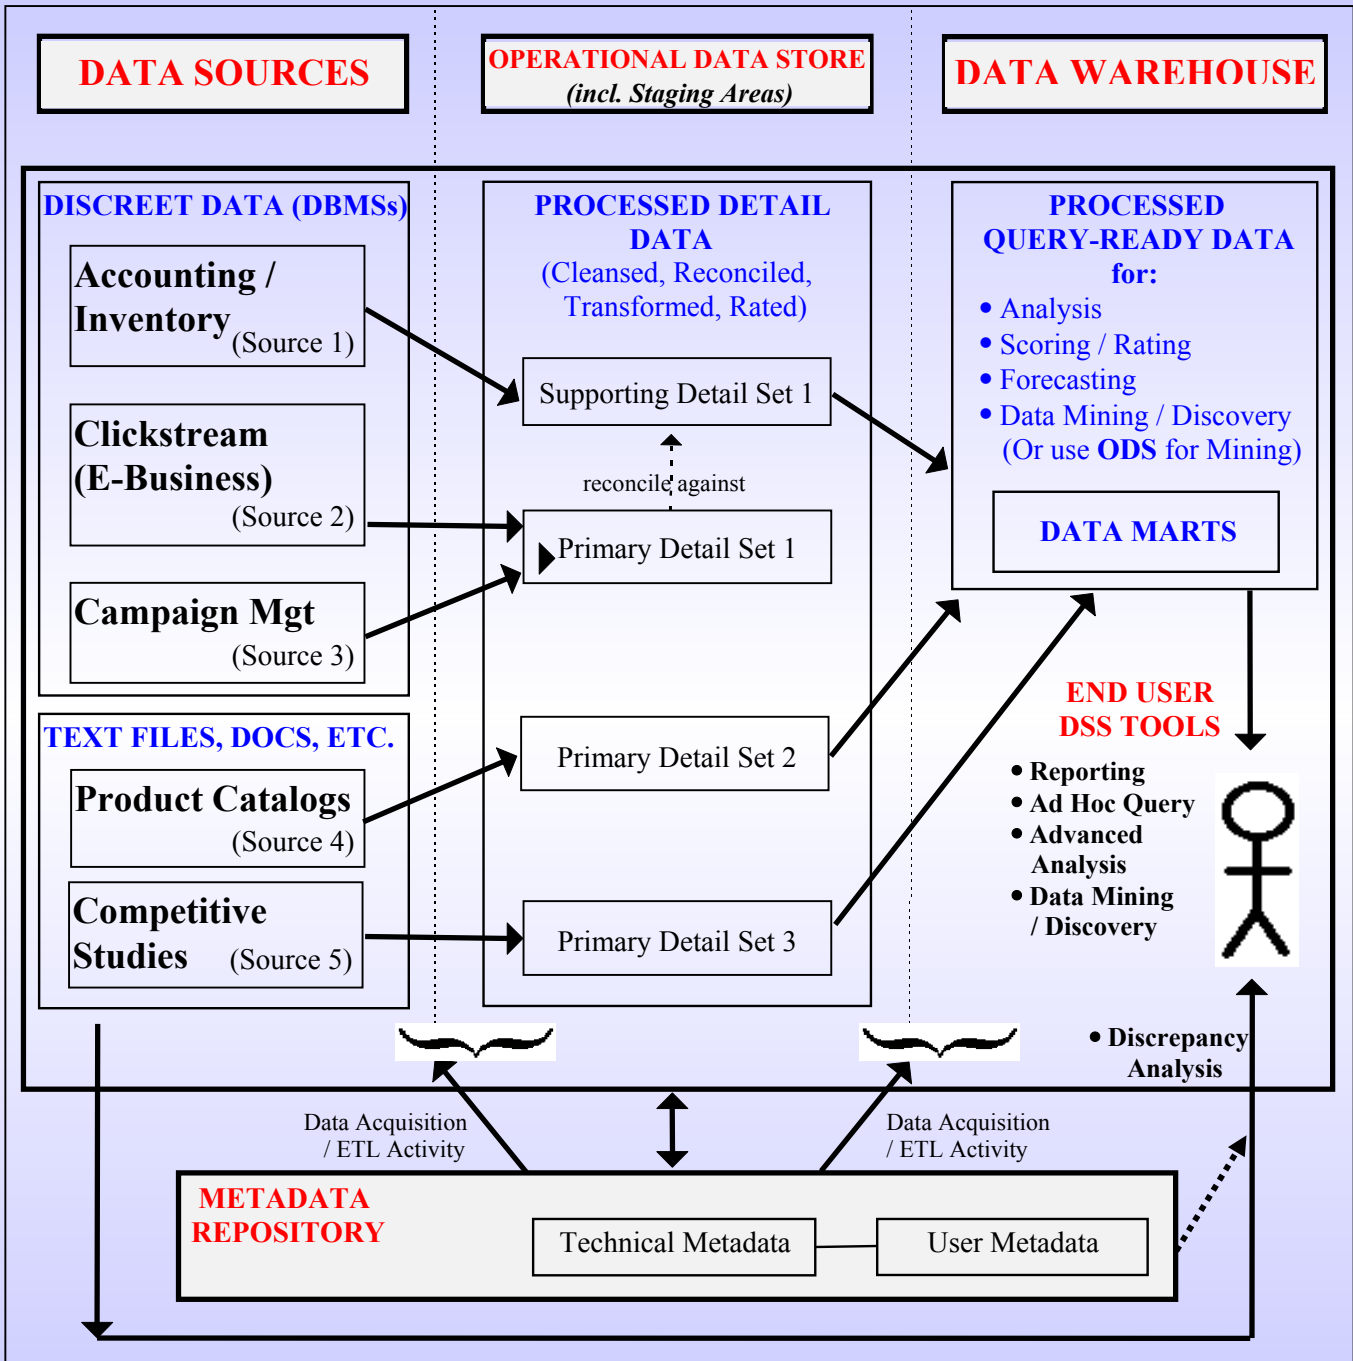 DATA SOURCES
OPERATIONAL DATA STORE
(incl. Staging Areas)
DATA WAREHOUSE
DISCREET DATA (DBMSs)
Accounting /
Inventory
(Source 1)
Clickstream
(E-Business)
(Source 2)
Campaign Mgt
(Source 3)
TEXT FILES, DOCS, ETC.
Product Catalogs
(Source 4)
Competitive
Studies (Source 5)
PROCESSED DETAIL
DATA
(Cleansed, Reconciled,
Transformed, Rated)
Supporting Detail Set 1
reconcile against
Primary Detail Set 1
Primary Detail Set 2
Primary Detail Set 3
PROCESSED
QUERY-READY DATA
for:
• Analysis
• Scoring / Rating
• Forecasting
• Data Mining / Discovery
(Or use ODS for Mining)
DATA MARTS
END USER
DSS TOOLS
• Reporting
• Ad Hoc Query
• Advanced
Analysis
• Data Mining
/ Discovery
• Discrepancy
Analysis
Data Acquisition
/ ETL Activity
Data Acquisition
/ ETL Activity
METADATA
REPOSITORY
Technical Metadata
User Metadata